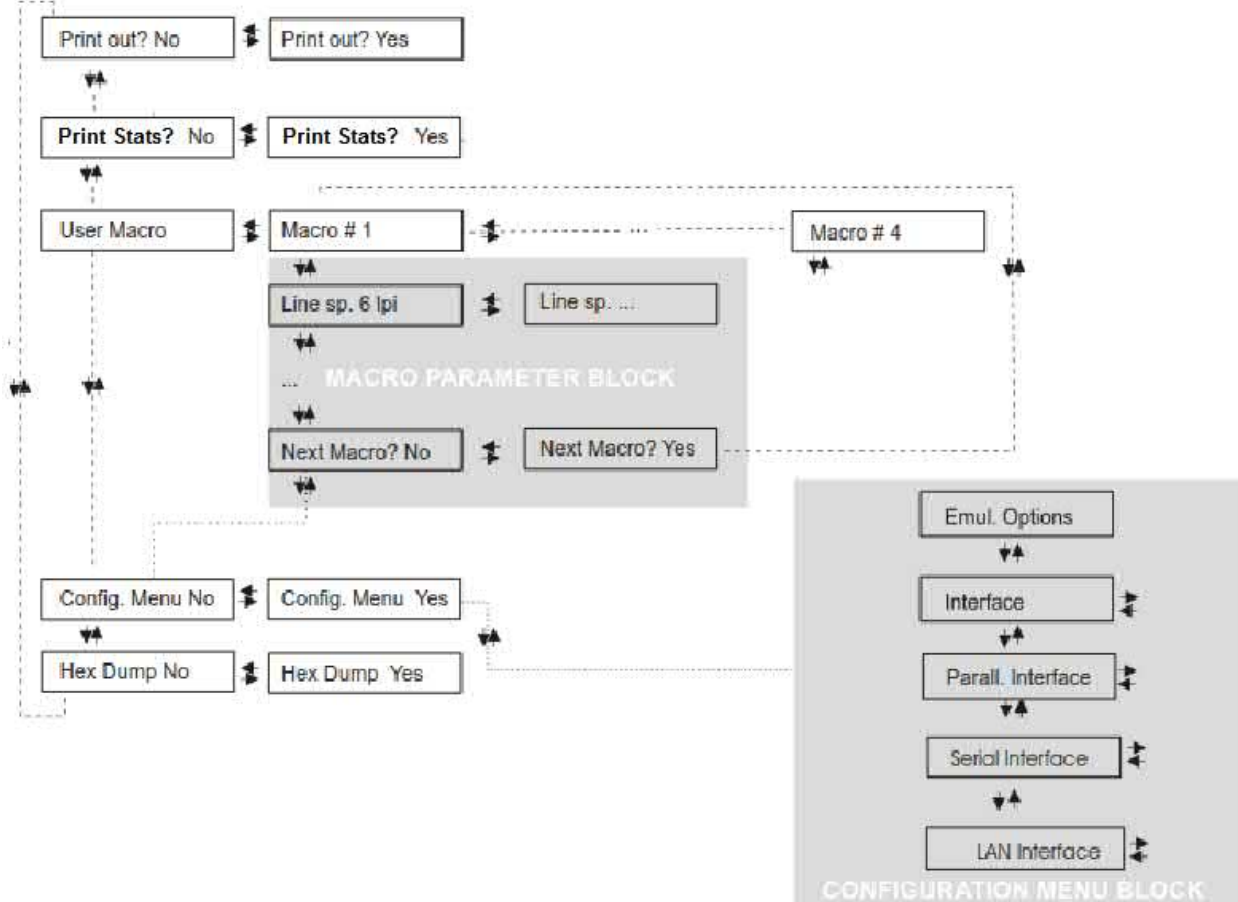 Print out? No
Print out? Yes
Print Stats? No
Print Stats? Yes
User Macro
Macro # 1
...
Macro # 4
Line sp. 6 lpi
Line sp. ...
... MACRO PARAMETER BLOCK
Next Macro? No
Next Macro? Yes
Config. Menu No
Config. Menu Yes
Hex Dump No
Hex Dump Yes
Emul. Options
Interface
Parall. Interface
Serial Interface
LAN Interface
CONFIGURATION MENU BLOCK